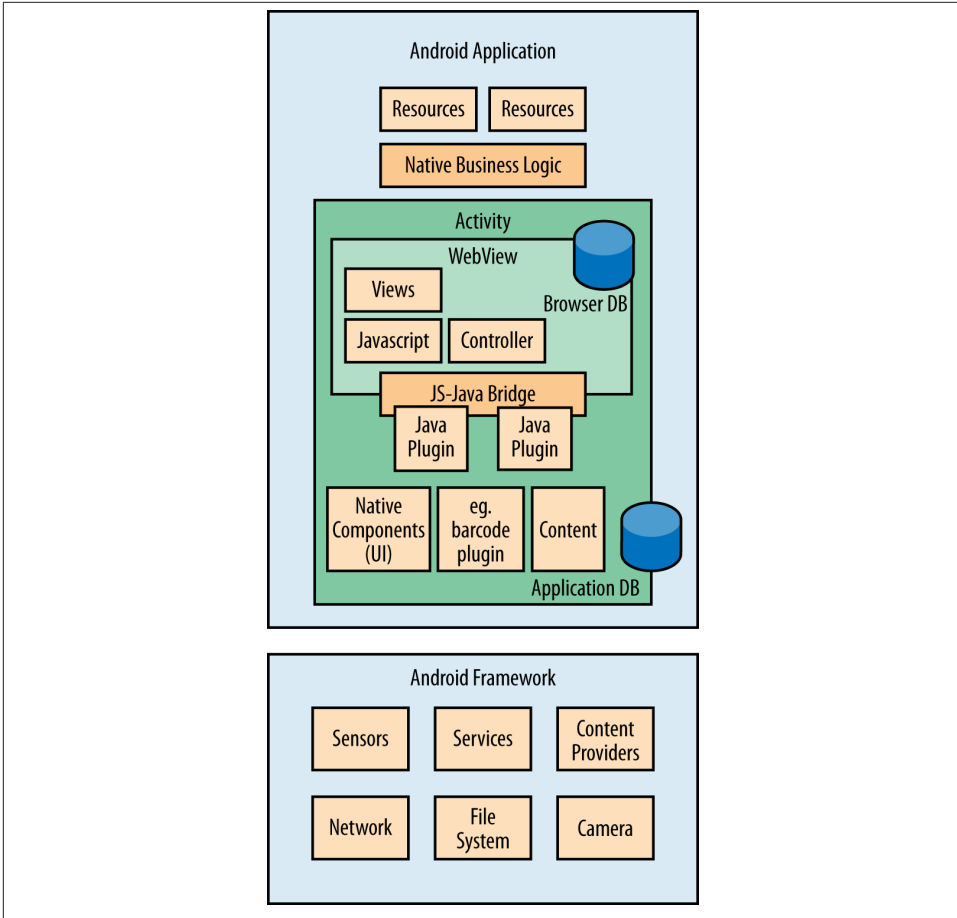 Android Application
Resources
Resources
Native Business Logic
Activity
WebView
Browser DB
Views
Javascript
Controller
JS-Java Bridge
Java
Plugin
Java
Plugin
Native
Components
(UI)
eg.
barcode
plugin
Content
Application DB
Android Framework
Sensors
Services
Content
Providers
Network
File
System
Camera